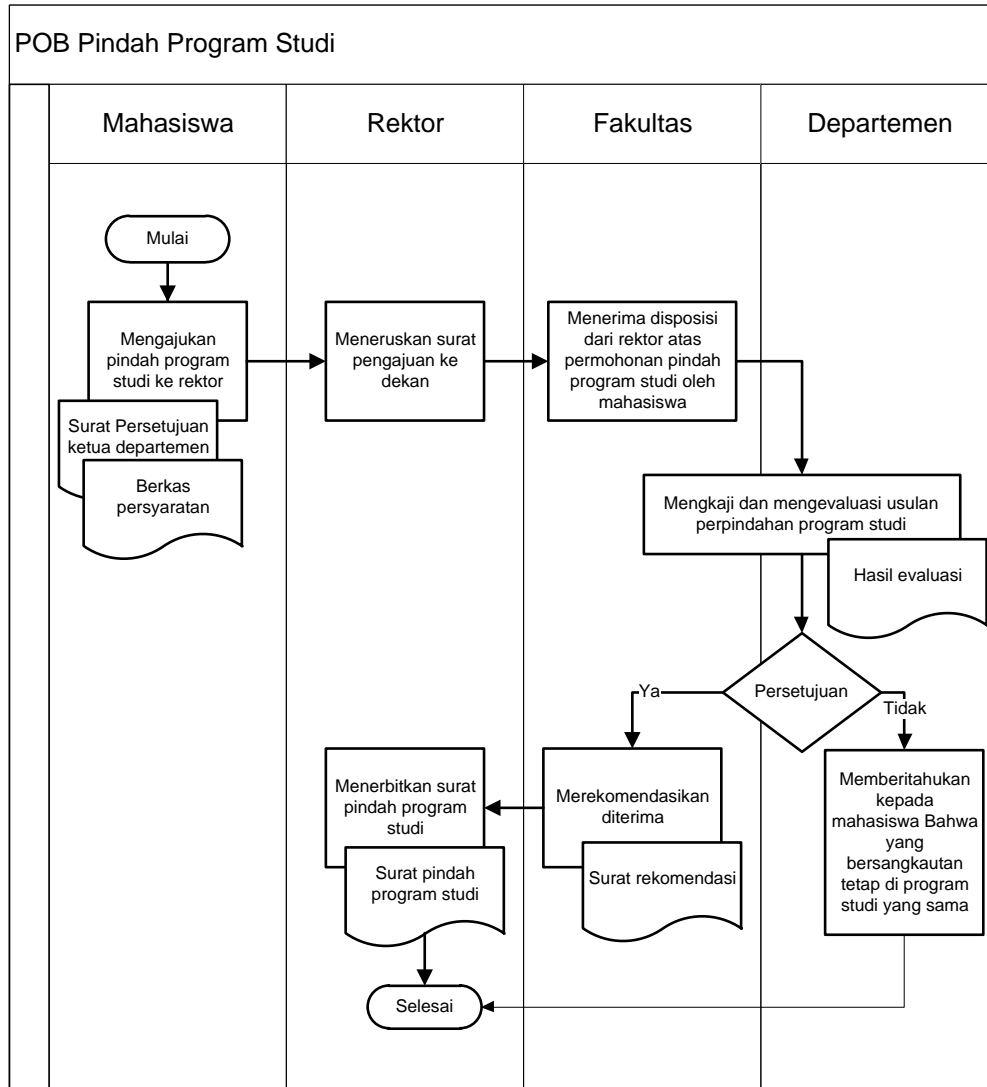 POB Pindah Program Studi
Mahasiswa
Rektor
Fakultas
Departemen
Mulai
Mengajukan
pindah program
studi ke rektor
Surat Persetujuan
ketua departemen
Berkas
persyaratan
Meneruskan surat
pengajuan ke
dekan
Menerima disposisi
dari rektor atas
permohonan pindah
program studi oleh
mahasiswa
Mengkaji dan mengevaluasi usulan
perpindahan program studi
Hasil evaluasi
Persetujuan
Ya
Tidak
Menerbitkan surat
pindah program
studi
Surat pindah
program studi
Merekomendasikan
diterima
Surat rekomendasi
Memberitahukan
kepada
mahasiswa Bahwa
yang
bersangkautan
tetap di program
studi yang sama
Selesai